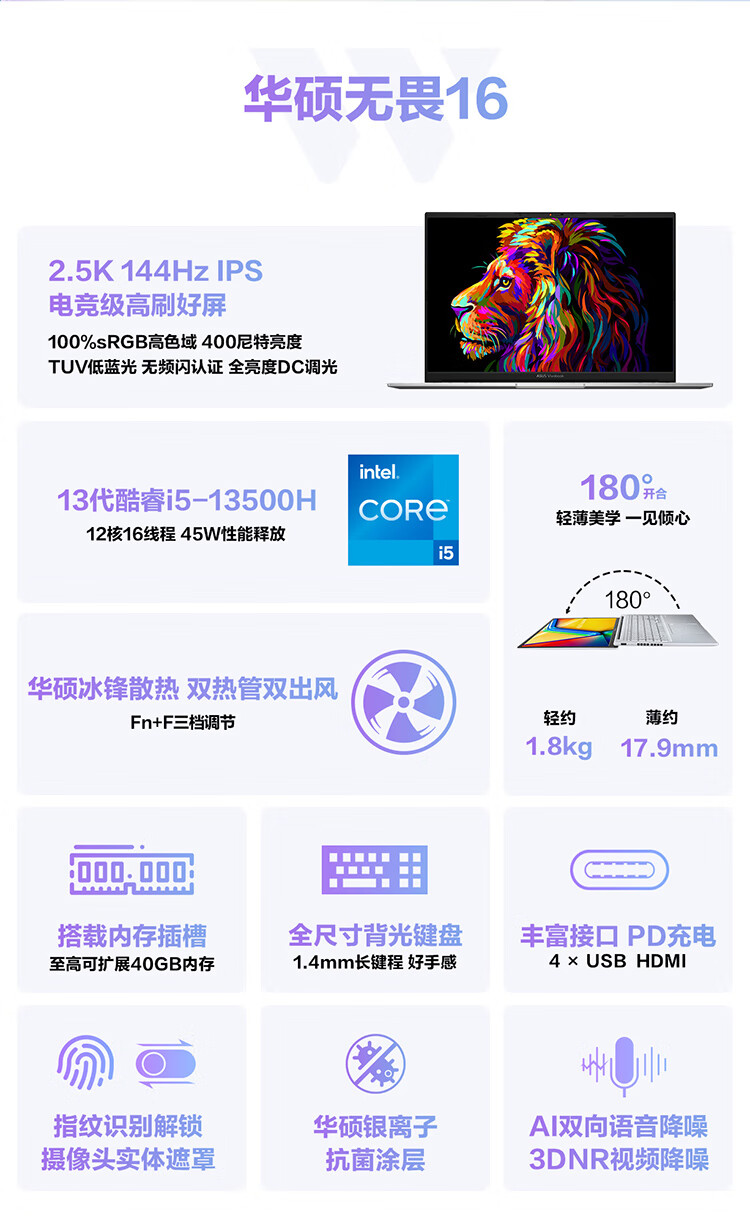 华硕无畏16
2.5K 144Hz IPS
电竞级高刷好屏
100%sRGB高色域 400尼特亮度
TUV低蓝光 无频闪认证 全亮度DC调光
13代酷睿i5-13500H
12核16线程 45W性能释放
intel.
CORE
i5
180°开合
轻薄美学 一见倾心
180°
轻约
1.8kg
薄约
17.9mm
华硕冰锋散热 双热管双出风
Fn+F三档调节
搭载内存插槽
至高可扩展40GB内存
全尺寸背光键盘
1.4mm长键程 好手感
丰富接口 PD充电
4 × USB HDMI
指纹识别解锁
摄像头实体遮罩
华硕银离子
抗菌涂层
AI双向语音降噪
3DNR视频降噪